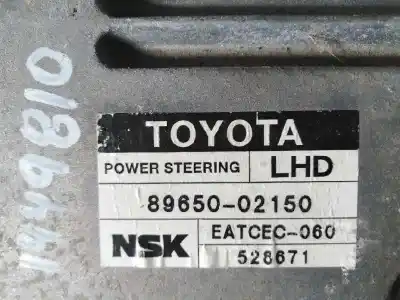 TOYOTA
POWER STEERING LHD
89650-02150
NSK EATCEC-060
528671